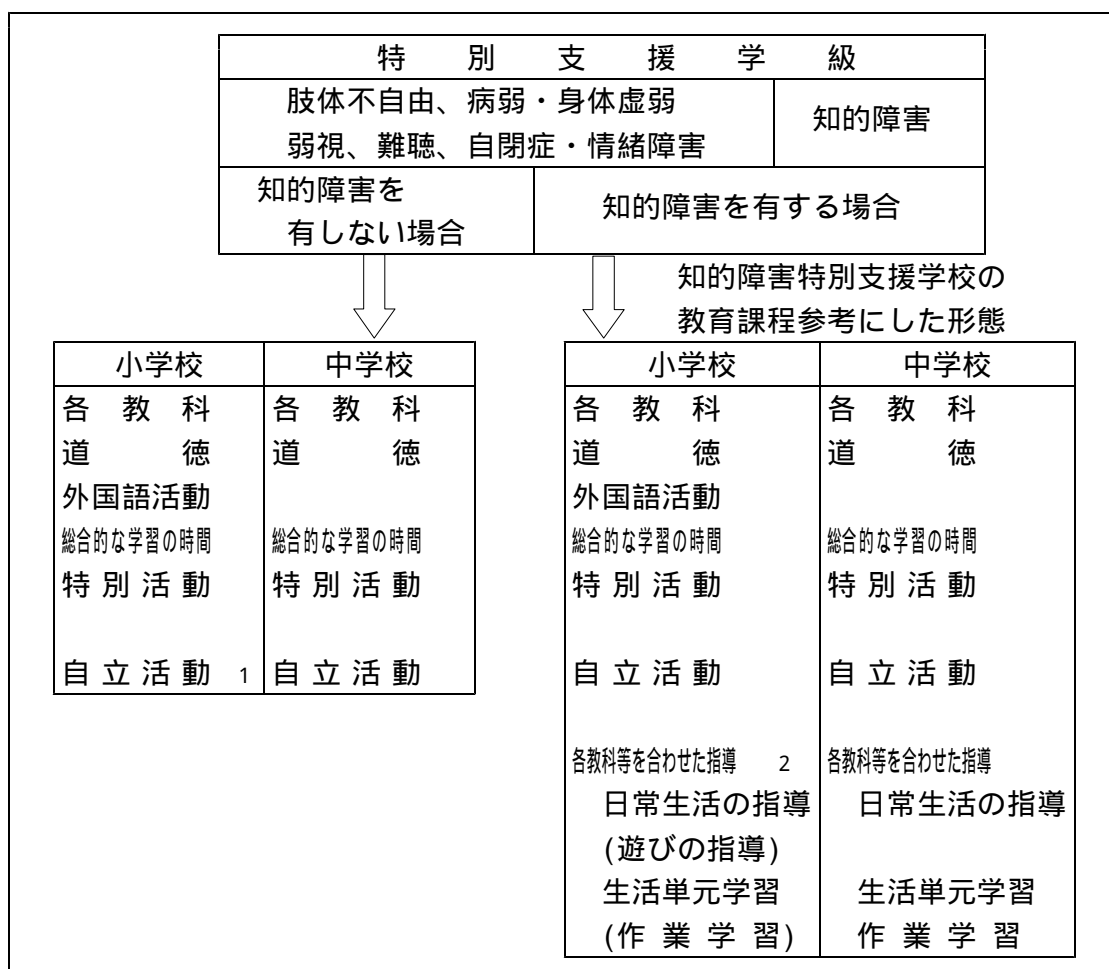 特別支援学級
肢体不自由、病弱・身体虚弱
弱視、難聴、自閉症・情緒障害
知的障害
知的障害を
有しない場合
知的障害を有する場合
知的障害特別支援学校の
教育課程参考にした形態
小学校 中学校
各教科 各教科
道徳 道徳
外国語活動
総合的な学習の時間 総合的な学習の時間
特別活動 特別活動
自立活動 1 自立活動
小学校 中学校
各教科 各教科
道徳 道徳
外国語活動
総合的な学習の時間 総合的な学習の時間
特別活動 特別活動
自立活動 自立活動
各教科等を合わせた指導 2 各教科等を合わせた指導
日常生活の指導 日常生活の指導
(遊びの指導)
生活単元学習 生活単元学習
(作業学習) 作業学習